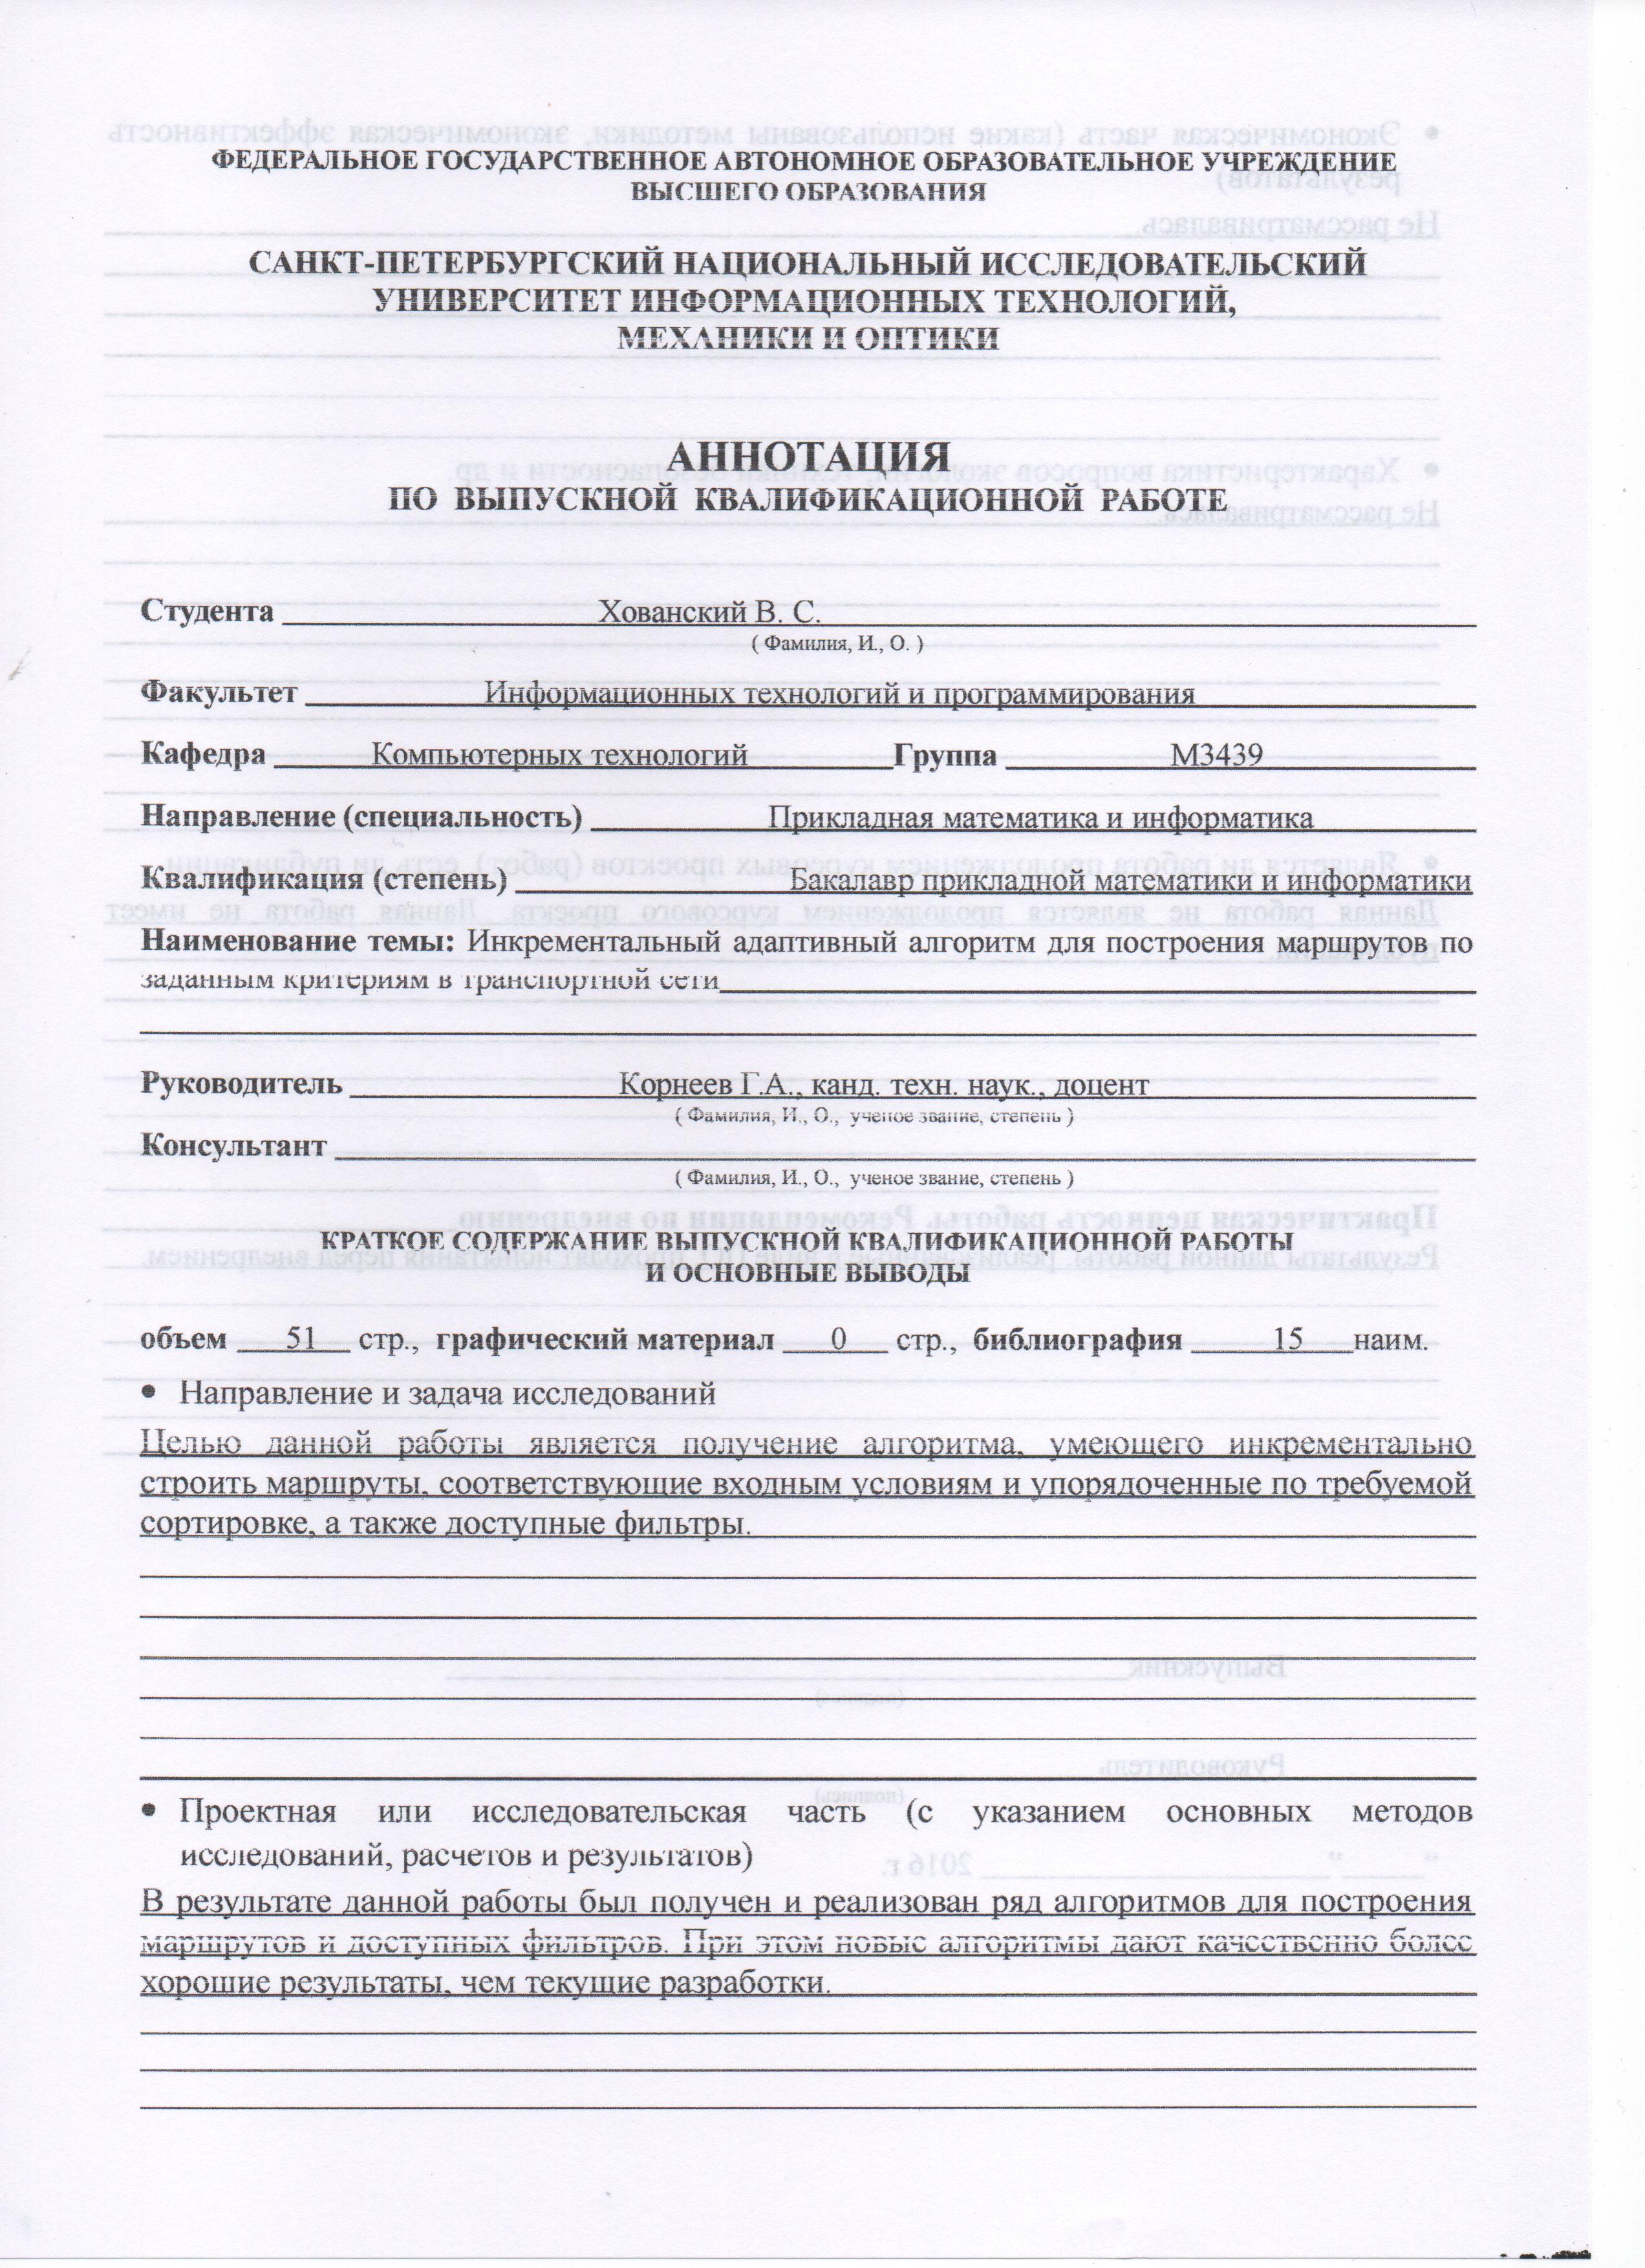 ФЕДЕРАЛЬНОЕ ГОСУДАРСТВЕННОЕ АВТОНОМНОЕ ОБРАЗОВАТЕЛЬНОЕ УЧРЕЖДЕНИЕ
ВЫСШЕГО ОБРАЗОВАНИЯ
САНКТ-ПЕТЕРБУРГСКИЙ НАЦИОНАЛЬНЫЙ ИССЛЕДОВАТЕЛЬСКИЙ
УНИВЕРСИТЕТ ИНФОРМАЦИОННЫХ ТЕХНОЛОГИЙ,
МЕХАНИКИ И ОПТИКИ
АННОТАЦИЯ
ПО ВЫПУСКНОЙ КВАЛИФИКАЦИОННОЙ РАБОТЕ
Студента Хованский В. С.
( Фамилия, И., О. )
Факультет Информационных технологий и программирования
Кафедра Компьютерных технологий Группа М3439
Направление (специальность) Прикладная математика и информатика
Квалификация (степень) Бакалавр прикладной математики и информатики
Наименование темы: Инкрементальный адаптивный алгоритм для построения маршрутов по
заданным критериям в транспортной сети
Руководитель Корнеев Г.А., канд. техн. наук., доцент
( Фамилия, И., О., ученое звание, степень )
Консультант
( Фамилия, И., О., ученое звание, степень )
КРАТКОЕ СОДЕРЖАНИЕ ВЫПУСКНОЙ КВАЛИФИКАЦИОННОЙ РАБОТЫ
И ОСНОВНЫЕ ВЫВОДЫ
объем 51 стр., графический материал 0 стр., библиография 15 наим.
• Направление и задача исследований
Целью данной работы является получение алгоритма, умеющего инкрементально
строить маршруты, соответствующие входным условиям и упорядоченные по требуемой
сортировке, а также доступные фильтры.
• Проектная или исследовательская часть (с указанием основных методов
исследований, расчетов и результатов)
В результате данной работы был получен и реализован ряд алгоритмов для построения
маршрутов и доступных фильтров. При этом новые алгоритмы дают качественно более
хорошие результаты, чем текущие разработки.